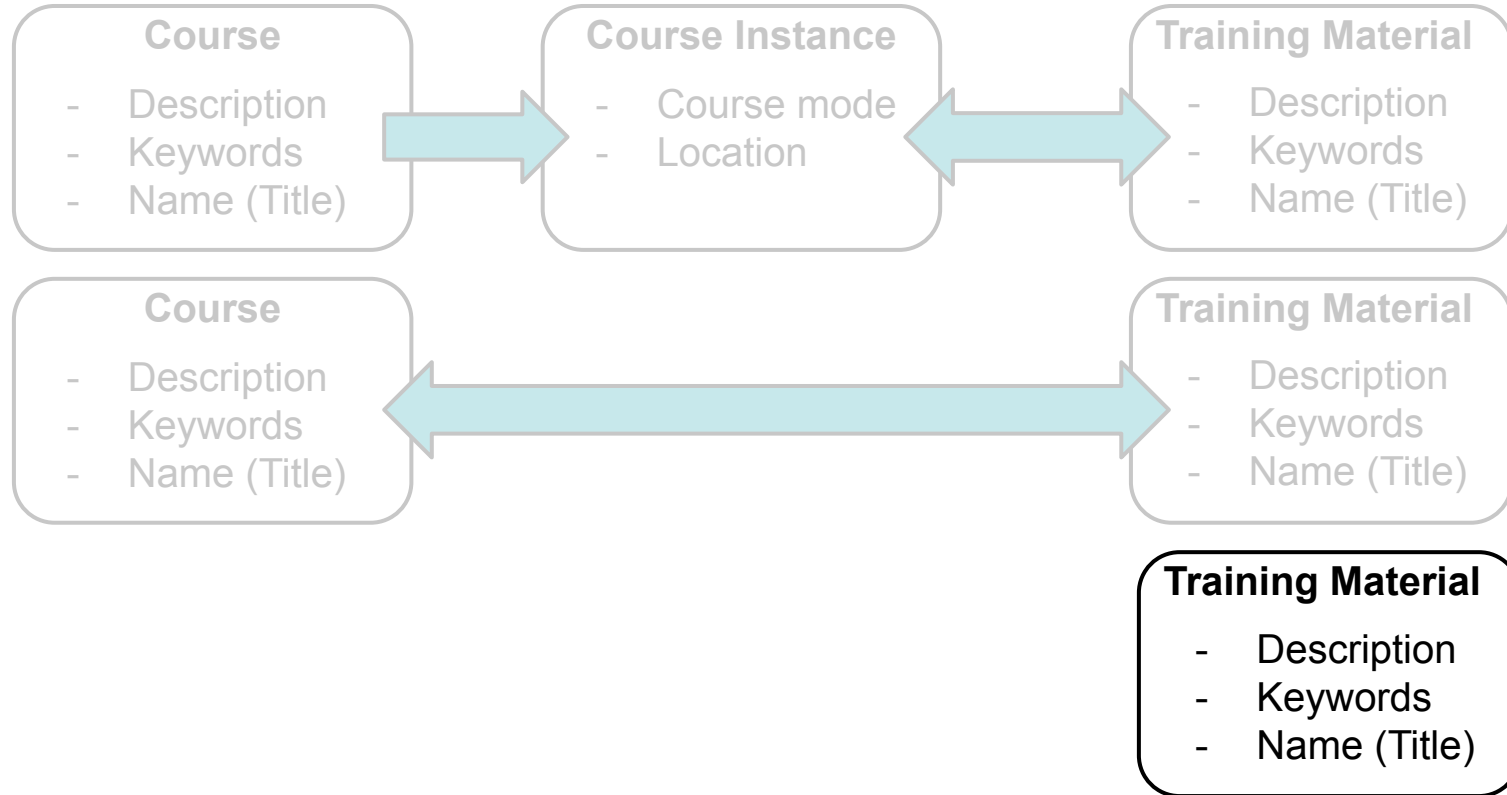 Course
- Description
- Keywords
- Name (Title)
Course Instance
- Course mode
- Location
Training Material
- Description
- Keywords
- Name (Title)
Course
- Description
- Keywords
- Name (Title)
Training Material
- Description
- Keywords
- Name (Title)
Training Material
- Description
- Keywords
- Name (Title)